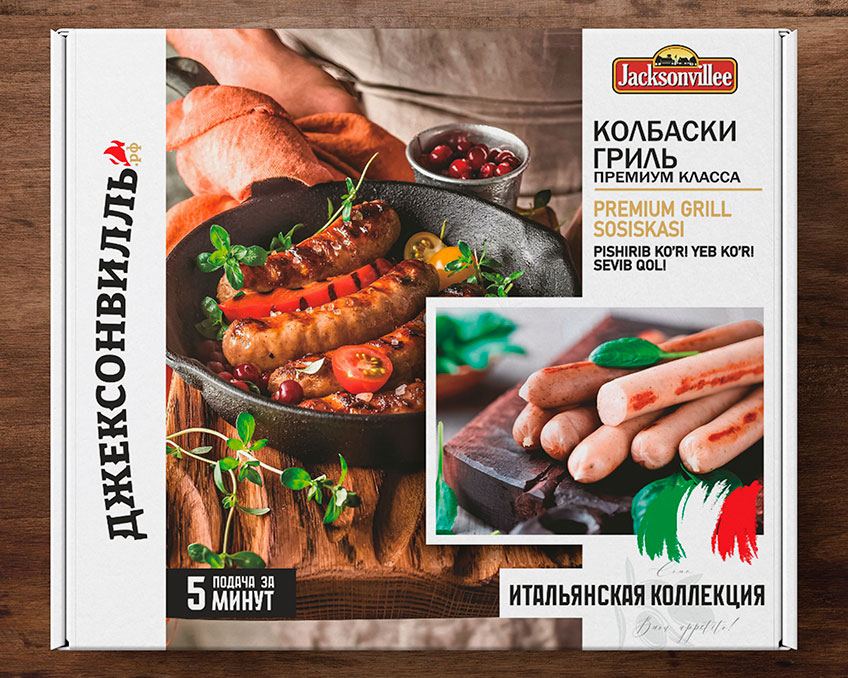 ДЖЕКСОНВИЛЛЬ.рф
Jacksonvillee
КОЛБАСКИ
ГРИЛЬ
ПРЕМИУМ КЛАССА
PREMIUM GRILL
SOSISKASI
PISHIRIB KO'RI YEB KO'RI
SEVIB QOLI
5 ПОДАЧА ЗА
МИНУТ
Ciao
ИТАЛЬЯНСКАЯ КОЛЛЕКЦИЯ
Buon appetito!